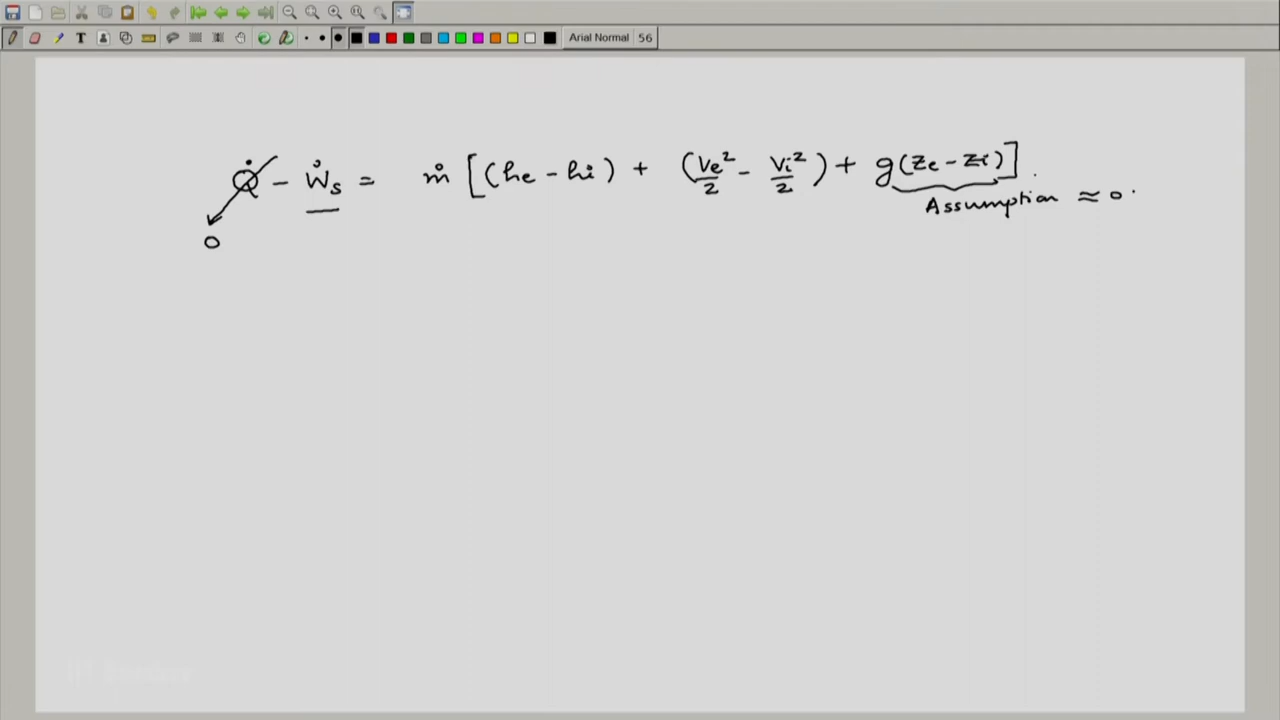 Arial Normal 56
Q̇ - Ẇs = ṁ [(he - hi) + (Ve²/2 - Vi²/2) + g(Ze - Zi)]
Assumption ≈ 0.
0